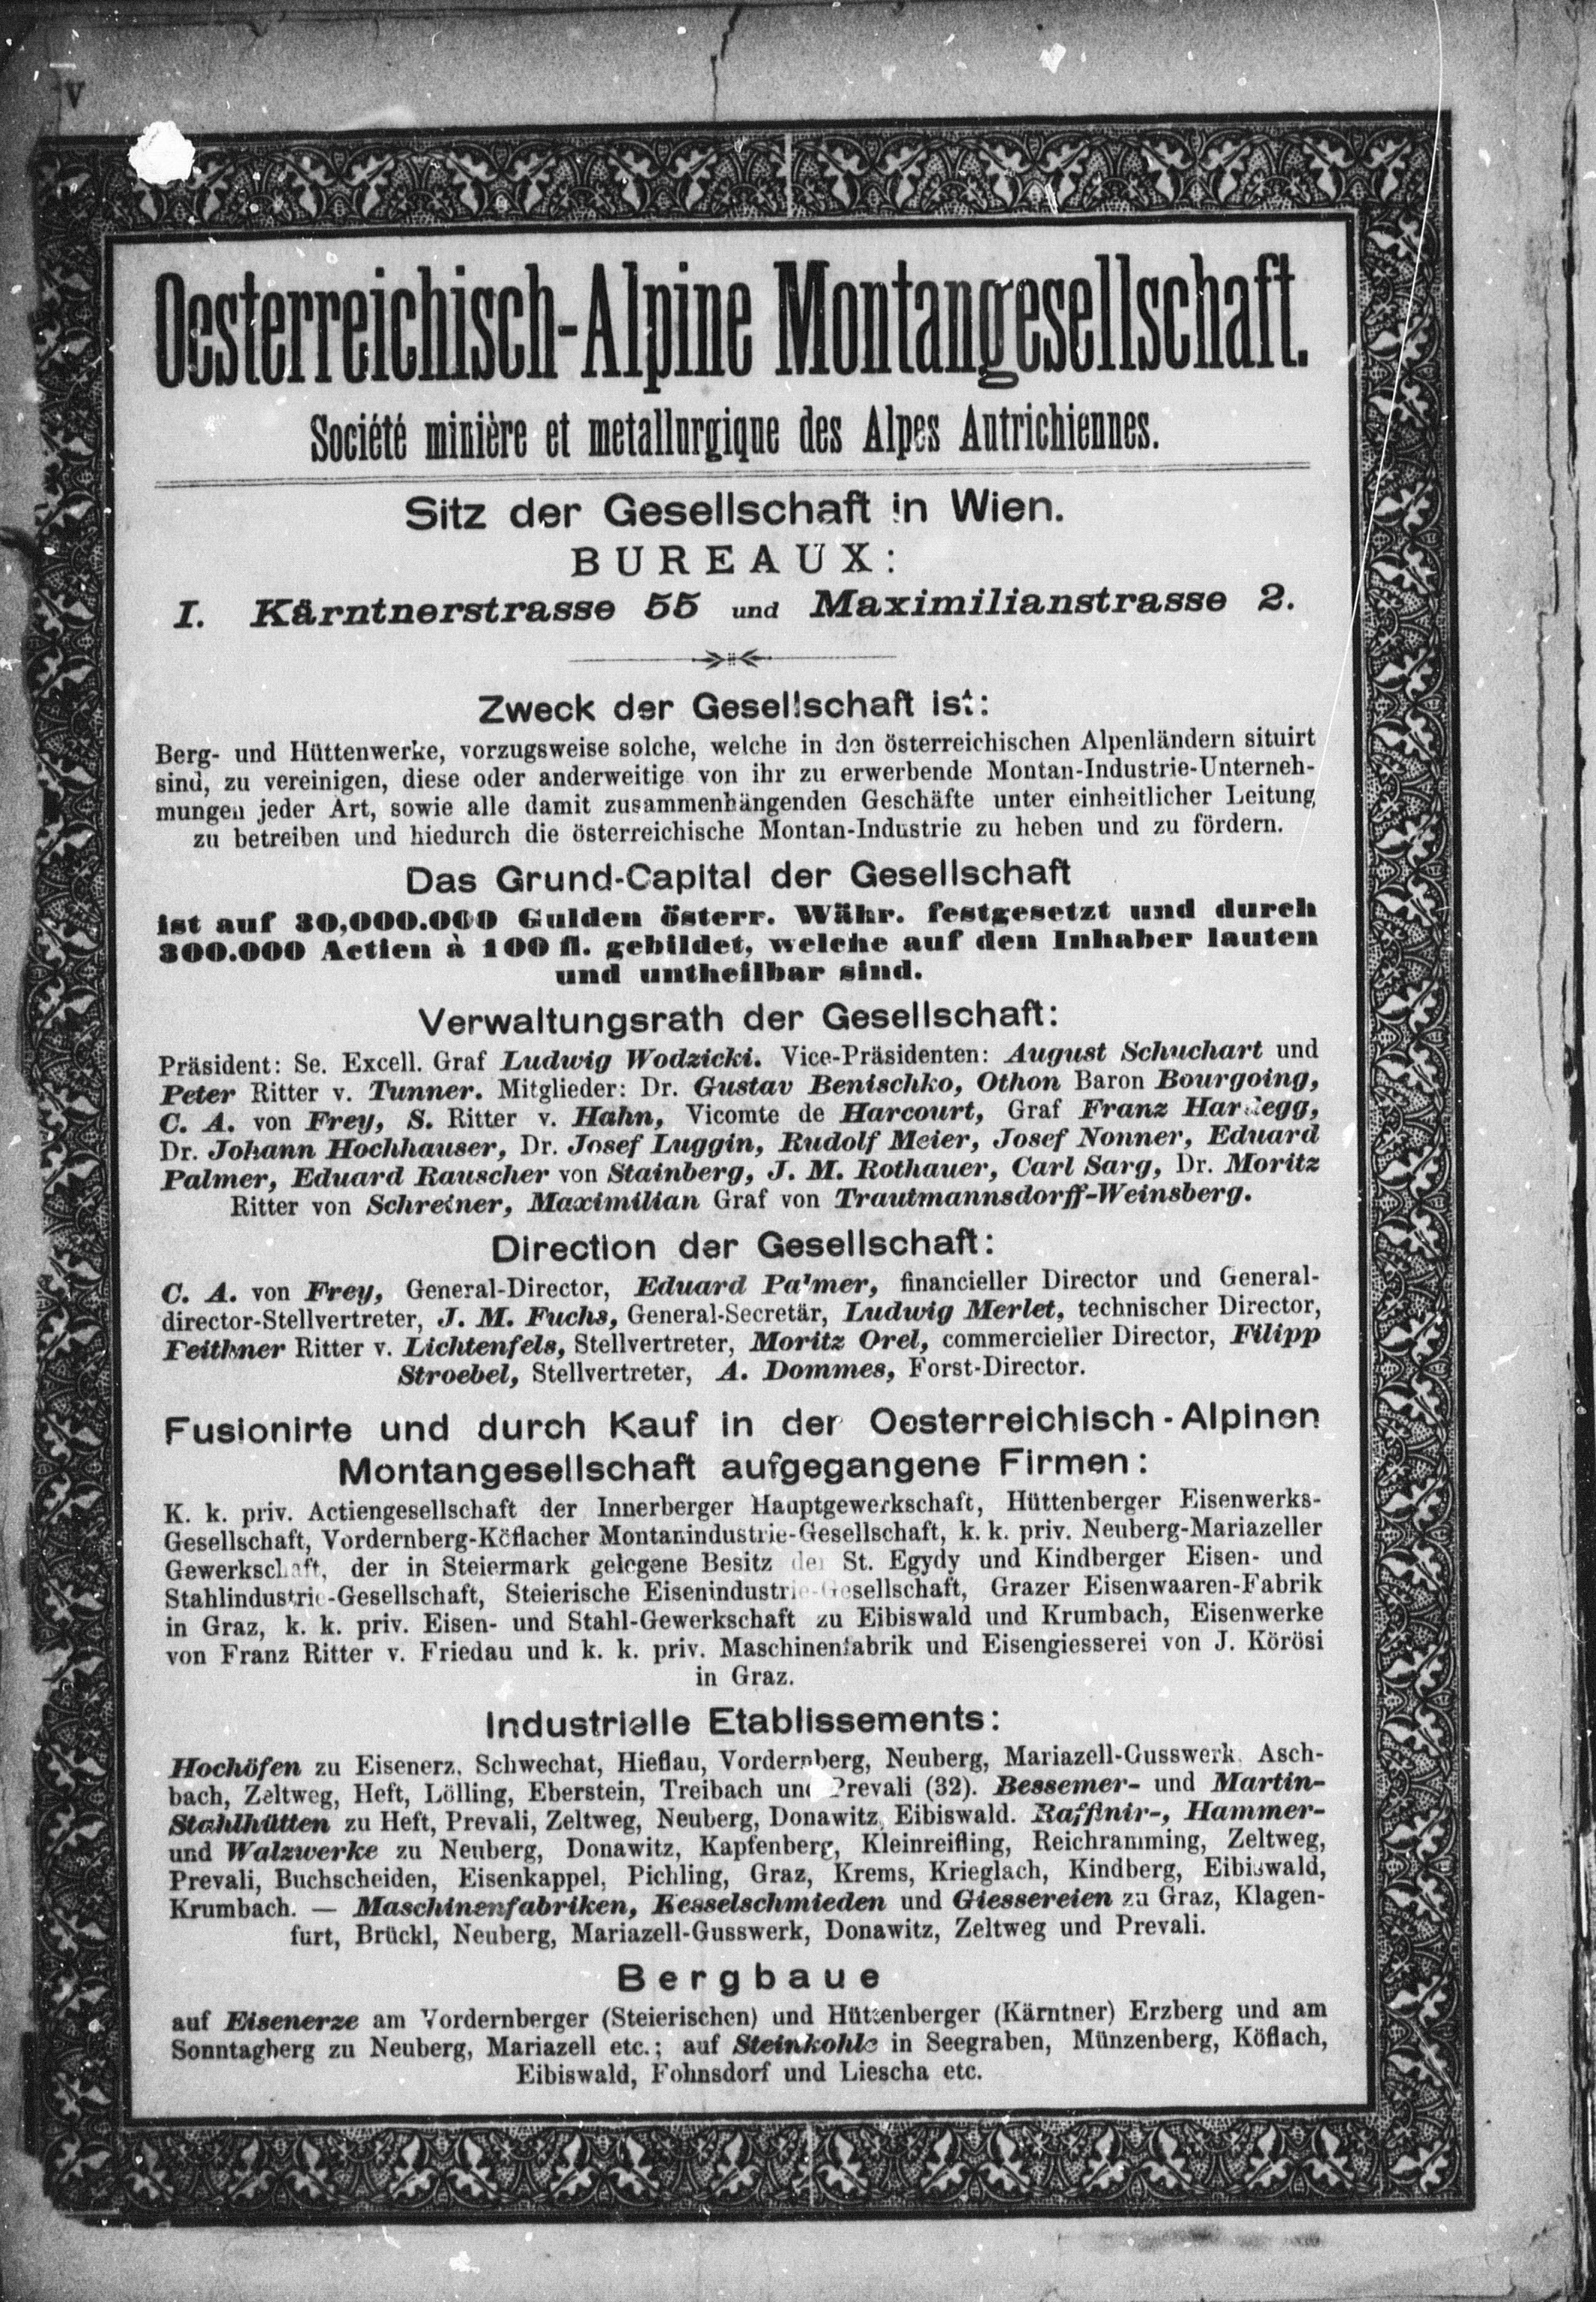 V
Oesterreichisch-Alpine Montangesellschaft.
Société minière et metallurgique des Alpes Autrichiennes.
Sitz der Gesellschaft in Wien.
BUREAUX:
I. Kärntnerstrasse 55 und Maximilianstrasse 2.
Zweck der Gesellschaft ist:
Berg- und Hüttenwerke, vorzugsweise solche, welche in den österreichischen Alpenländern situirt
sind, zu vereinigen, diese oder anderweitige von ihr zu erwerbende Montan-Industrie-Unterneh-
mungen jeder Art, sowie alle damit zusammenhängenden Geschäfte unter einheitlicher Leitung
zu betreiben und hiedurch die österreichische Montan-Industrie zu heben und zu fördern.
Das Grund-Capital der Gesellschaft
ist auf 30,000.000 Gulden österr. Währ. festgesetzt und durch
300.000 Actien à 100 fl. gebildet, welche auf den Inhaber lauten
und untheilbar sind.
Verwaltungsrath der Gesellschaft:
Präsident: Se. Excell. Graf Ludwig Wodzicki. Vice-Präsidenten: August Schuchart und
Peter Ritter v. Tunner. Mitglieder: Dr. Gustav Benischko, Othon Baron Bourgoing,
C. A. von Frey, S. Ritter v. Hahn, Vicomte de Harcourt, Graf Franz Hardegg,
Dr. Johann Hochhauser, Dr. Josef Luggin, Rudolf Meier, Josef Nonner, Eduard
Palmer, Eduard Rauscher von Stainberg, J. M. Rothauer, Carl Sarg, Dr. Moritz
Ritter von Schreiner, Maximilian Graf von Trautmannsdorff-Weinsberg.
Direction der Gesellschaft:
C. A. von Frey, General-Director, Eduard Palmer, financieller Director und General-
director-Stellvertreter, J. M. Fuchs, General-Secretär, Ludwig Merlet, technischer Director,
Feithner Ritter v. Lichtenfels, Stellvertreter, Moritz Orel, commercieller Director, Filipp
Stroebel, Stellvertreter, A. Dommes, Forst-Director.
Fusionirte und durch Kauf in der Oesterreichisch-Alpinen
Montangesellschaft aufgegangene Firmen:
K. k. priv. Actiengesellschaft der Innerberger Hauptgewerkschaft, Hüttenberger Eisenwerks-
Gesellschaft, Vordernberg-Köflacher Montanindustrie-Gesellschaft, k. k. priv. Neuberg-Mariazeller
Gewerkschaft, der in Steiermark gelegene Besitz der St. Egydy und Kindberger Eisen- und
Stahlindustrie-Gesellschaft, Steierische Eisenindustrie-Gesellschaft, Grazer Eisenwaaren-Fabrik
in Graz, k. k. priv. Eisen- und Stahl-Gewerkschaft zu Eibiswald und Krumbach, Eisenwerke
von Franz Ritter v. Friedau und k. k. priv. Maschinenfabrik und Eisengiesserei von J. Körösi
in Graz.
Industrielle Etablissements:
Hochöfen zu Eisenerz, Schwechat, Hieflau, Vordernberg, Neuberg, Mariazell-Gusswerk, Asch-
bach, Zeltweg, Heft, Lölling, Eberstein, Treibach und Prevali (32). Bessemer- und Martin-
Stahlhütten zu Heft, Prevali, Zeltweg, Neuberg, Donawitz, Eibiswald. Raffinir-, Hammer-
und Walzwerke zu Neuberg, Donawitz, Kapfenberg, Kleinreifling, Reichramming, Zeltweg,
Prevali, Buchscheiden, Eisenkappel, Pichling, Graz, Krems, Krieglach, Kindberg, Eibiswald,
Krumbach. — Maschinenfabriken, Kesselschmieden und Giessereien zu Graz, Klagen-
furt, Brückl, Neuberg, Mariazell-Gusswerk, Donawitz, Zeltweg und Prevali.
Bergbaue
auf Eisenerze am Vordernberger (Steierischen) und Hüttenberger (Kärntner) Erzberg und am
Sonntagberg zu Neuberg, Mariazell etc.; auf Steinkohle in Seegraben, Münzenberg, Köflach,
Eibiswald, Fohnsdorf und Liescha etc.